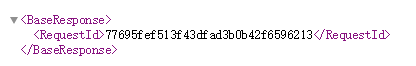 <BaseResponse>
<RequestId>77695fef513f43dfad3b0b42f6596213</RequestId>
</BaseResponse>